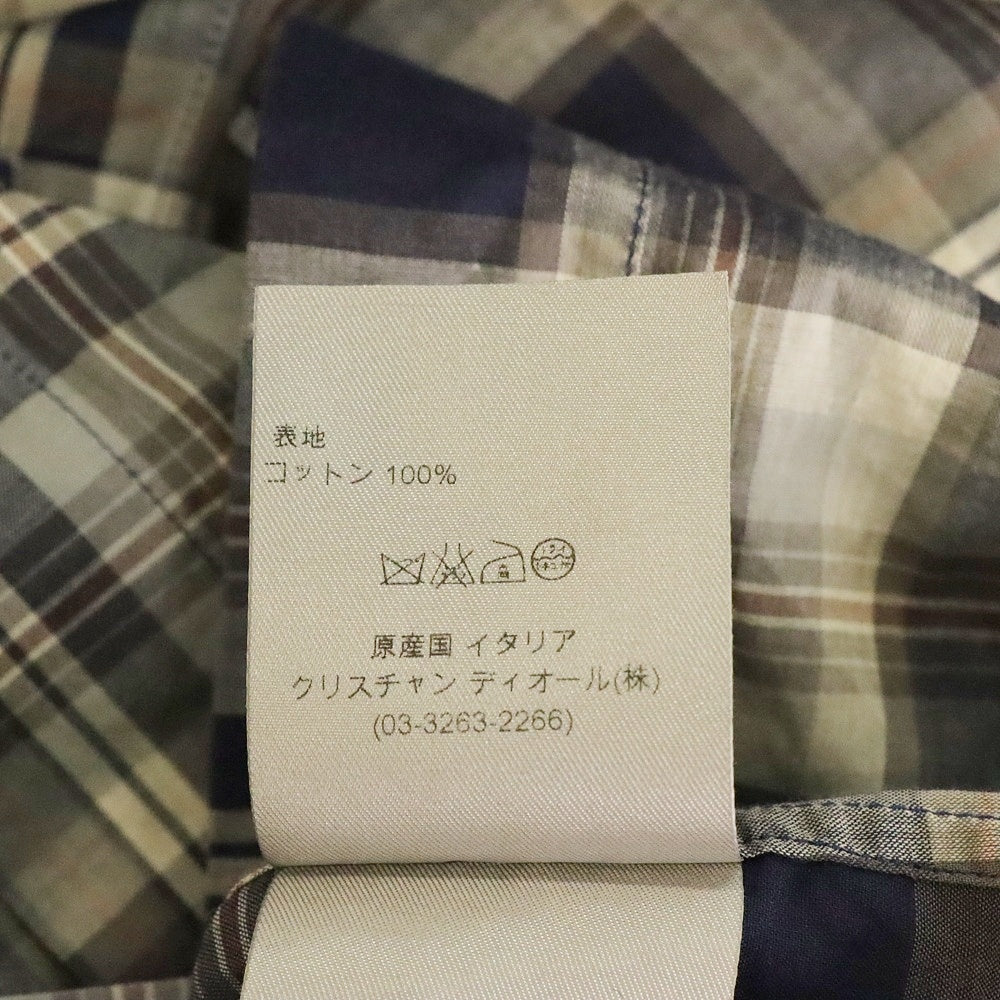 表地
コットン 100%
原産国 イタリア
クリスチャン ディオール(株)
(03-3263-2266)